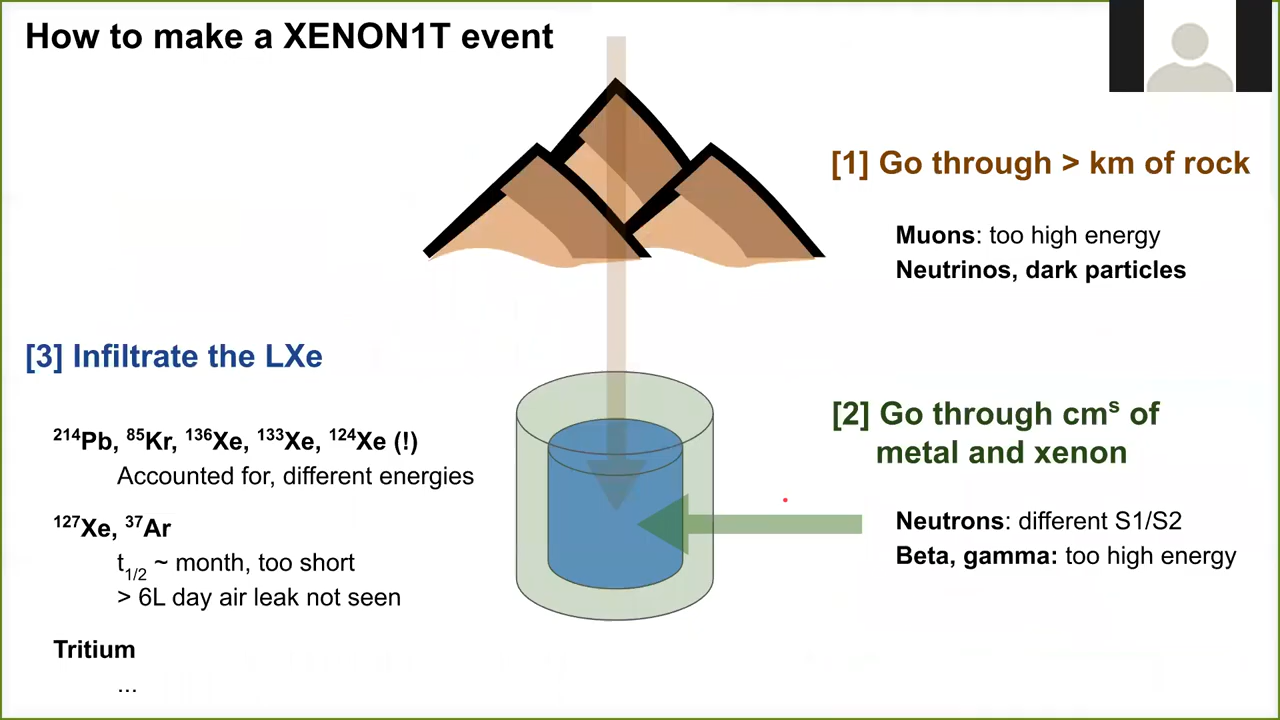 How to make a XENON1T event
[1] Go through > km of rock
Muons: too high energy
Neutrinos, dark particles
[2] Go through cmˢ of
metal and xenon
Neutrons: different S1/S2
Beta, gamma: too high energy
[3] Infiltrate the LXe
²¹⁴Pb, ⁸⁵Kr, ¹³⁶Xe, ¹³³Xe, ¹²⁴Xe (!)
Accounted for, different energies
¹²⁷Xe, ³⁷Ar
t₁/₂ ~ month, too short
> 6L day air leak not seen
Tritium
...